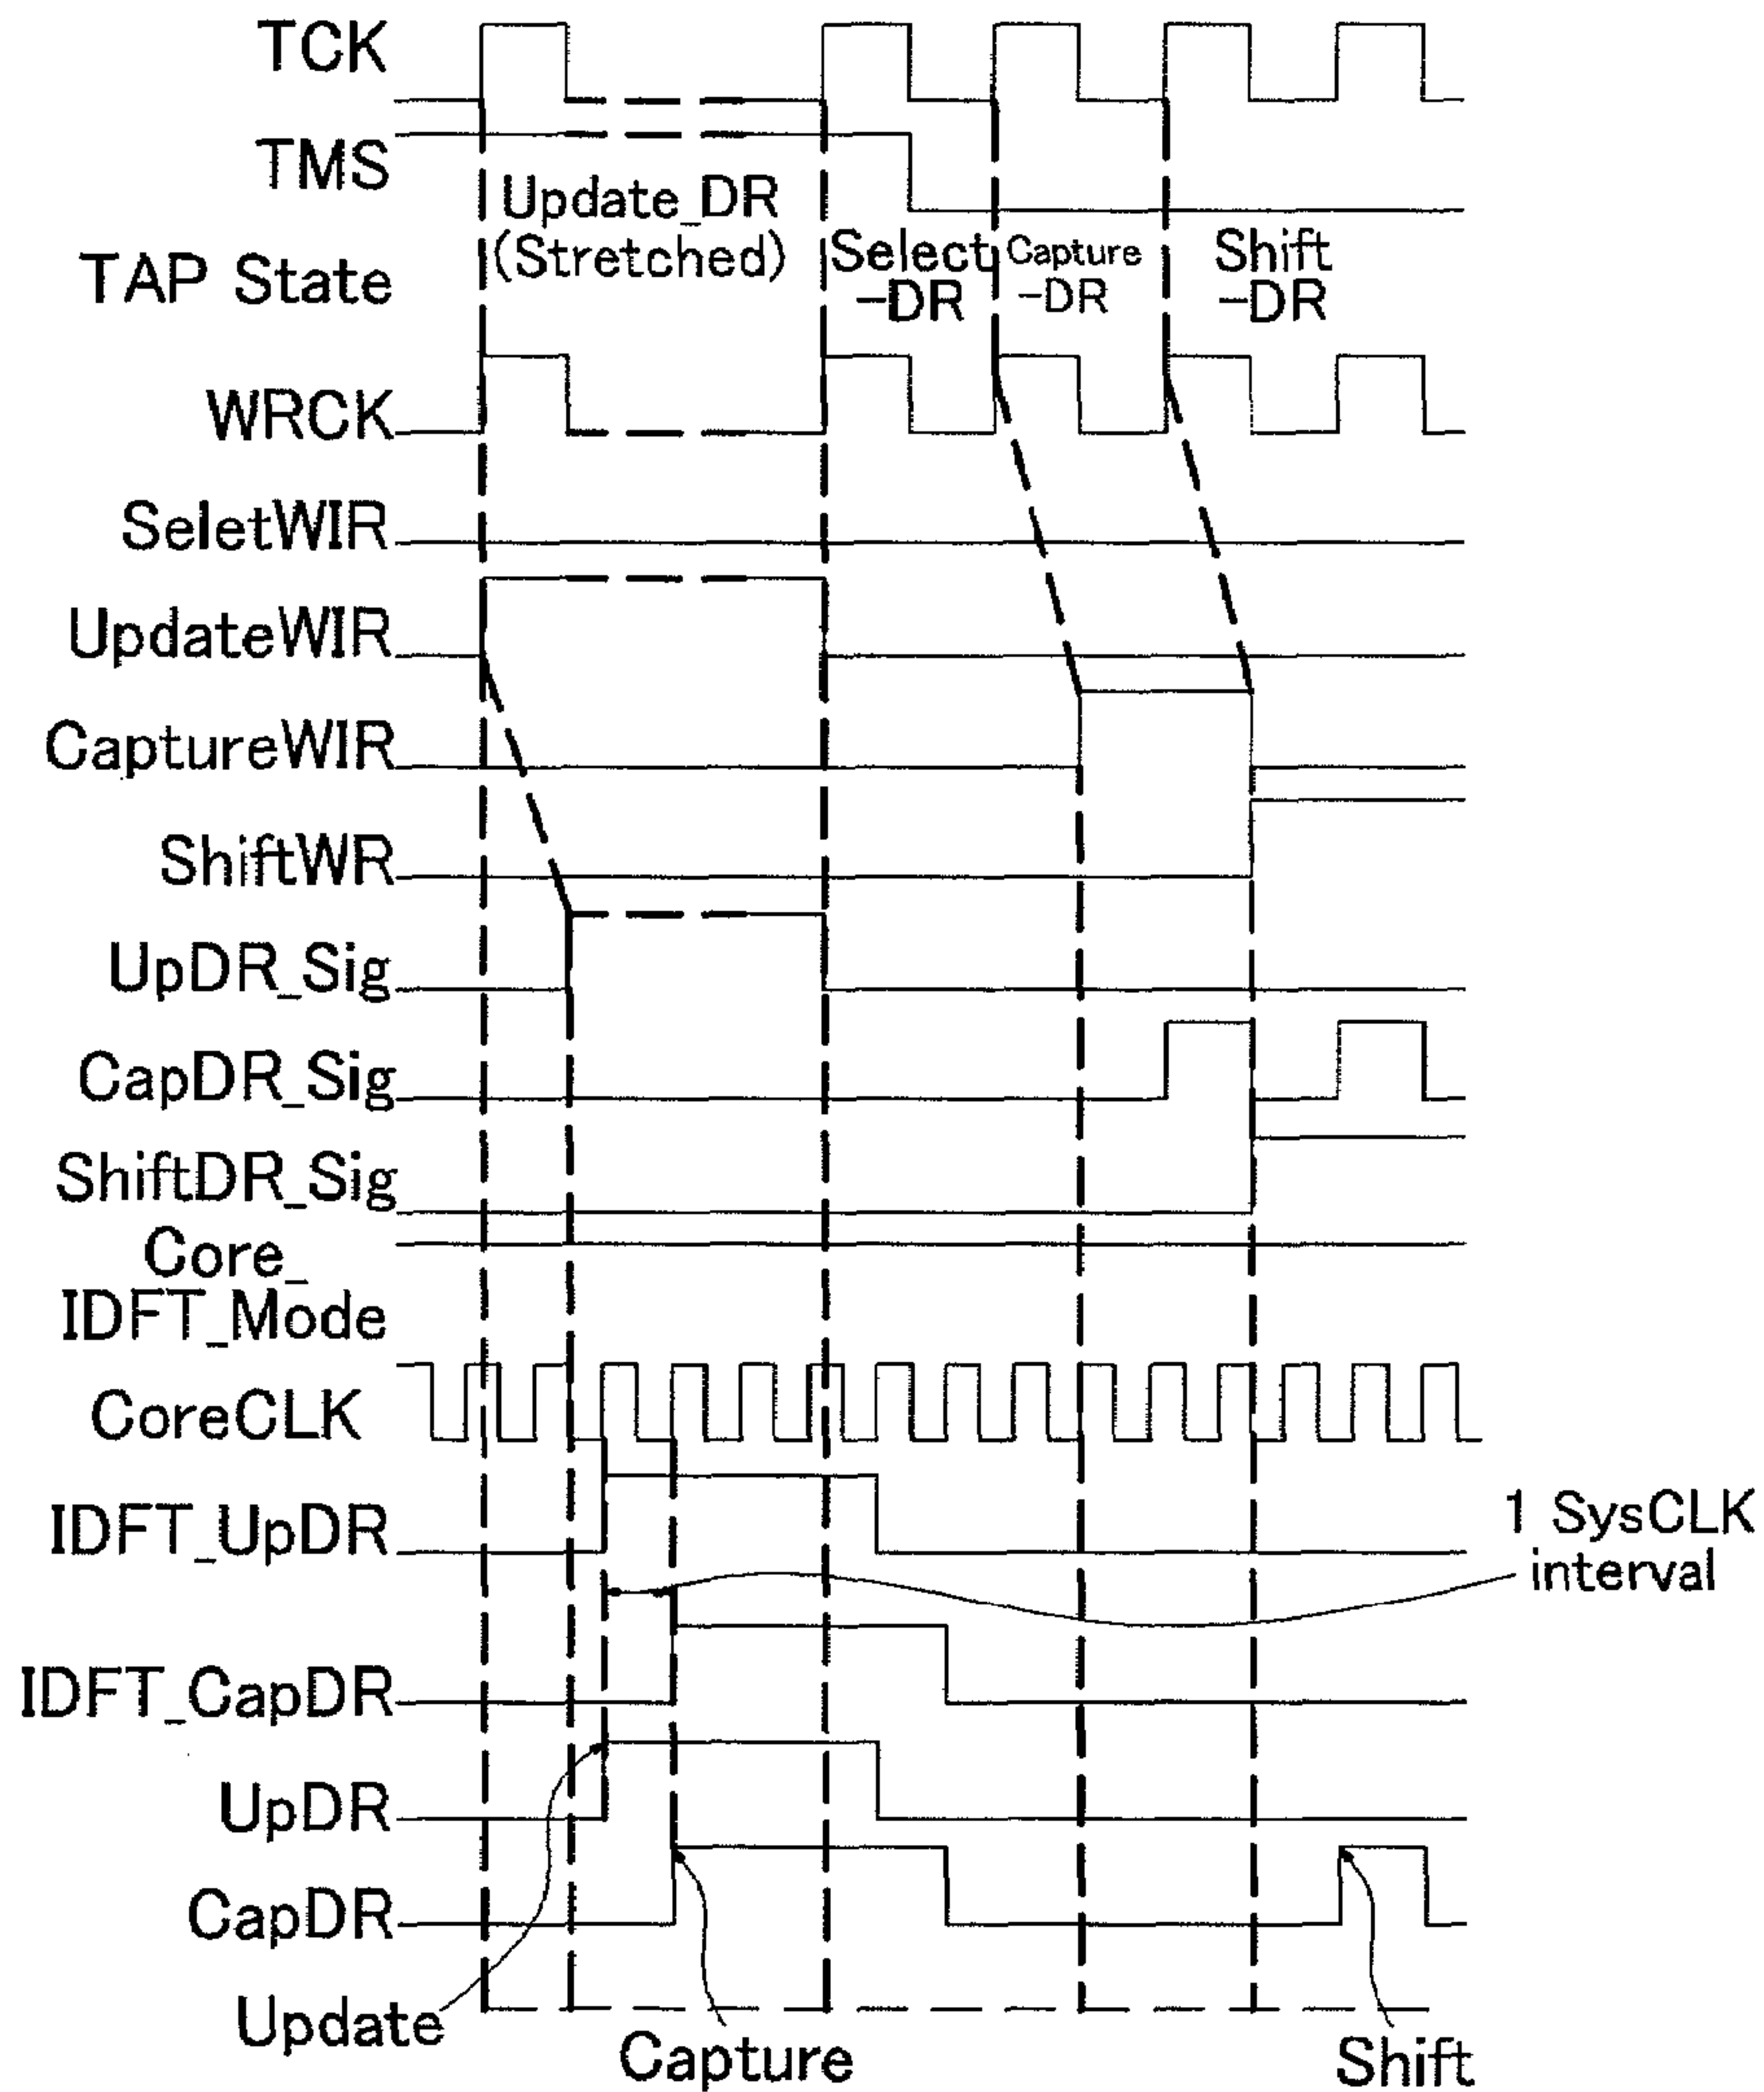 TCK
TMS
Update_DR
(Stretched)
TAP State
Select
-DR
Capture
-DR
Shift
-DR
WRCK
SeletWIR
UpdateWIR
CaptureWIR
ShiftWR
UpDR_Sig
CapDR_Sig
ShiftDR_Sig
Core_
IDFT_Mode
CoreCLK
IDFT_UpDR
1 SysCLK
interval
IDFT_CapDR
UpDR
CapDR
Update
Capture
Shift